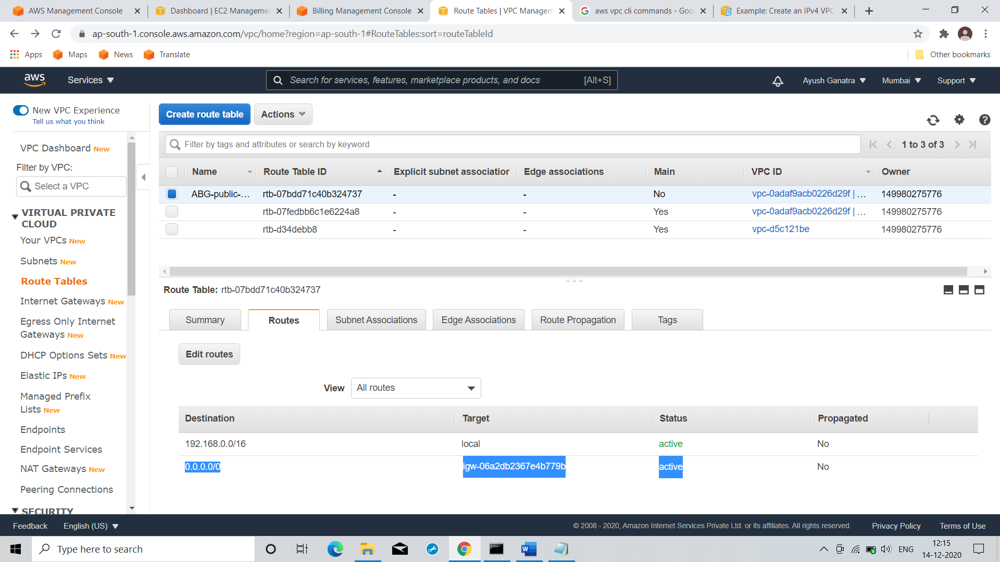 AWS Management Console
Dashboard | EC2 Manageme
Billing Management Console
Route Tables | VPC Managem
aws vpc cli commands - Goo
Example: Create an IPv4 VPC
ap-south-1.console.aws.amazon.com/vpc/home?region=ap-south-1#RouteTables:sort=routeTableId
Apps Maps News Translate Other bookmarks
aws Services Search for services, features, marketplace products, and docs [Alt+S] Ayush Ganatra Mumbai Support
New VPC Experience
Tell us what you think
VPC Dashboard New
Filter by VPC:
Select a VPC
VIRTUAL PRIVATE
CLOUD
Your VPCs New
Subnets New
Route Tables
Internet Gateways New
Egress Only Internet
Gateways New
DHCP Options Sets New
Elastic IPs New
Managed Prefix
Lists New
Endpoints
Endpoint Services
NAT Gateways New
Peering Connections
SECURITY
Create route table Actions
Filter by tags and attributes or search by keyword 1 to 3 of 3
Name Route Table ID Explicit subnet association Edge associations Main VPC ID Owner
ABG-public-... rtb-07bdd71c40b324737 - - No vpc-0adaf9acb0226d29f | ... 149980275776
rtb-07fedbb6c1e6224a8 - - Yes vpc-0adaf9acb0226d29f | ... 149980275776
rtb-d34debb8 - - Yes vpc-d5c121be 149980275776
Route Table: rtb-07bdd71c40b324737
Summary Routes Subnet Associations Edge Associations Route Propagation Tags
Edit routes
View All routes
Destination Target Status Propagated
192.168.0.0/16 local active No
0.0.0.0/0 igw-06a2db2367e4b779b active No
Feedback English (US) © 2008 - 2020, Amazon Internet Services Private Ltd. or its affiliates. All rights reserved. Privacy Policy Terms of Use
Type here to search
ENG
12:15
14-12-2020